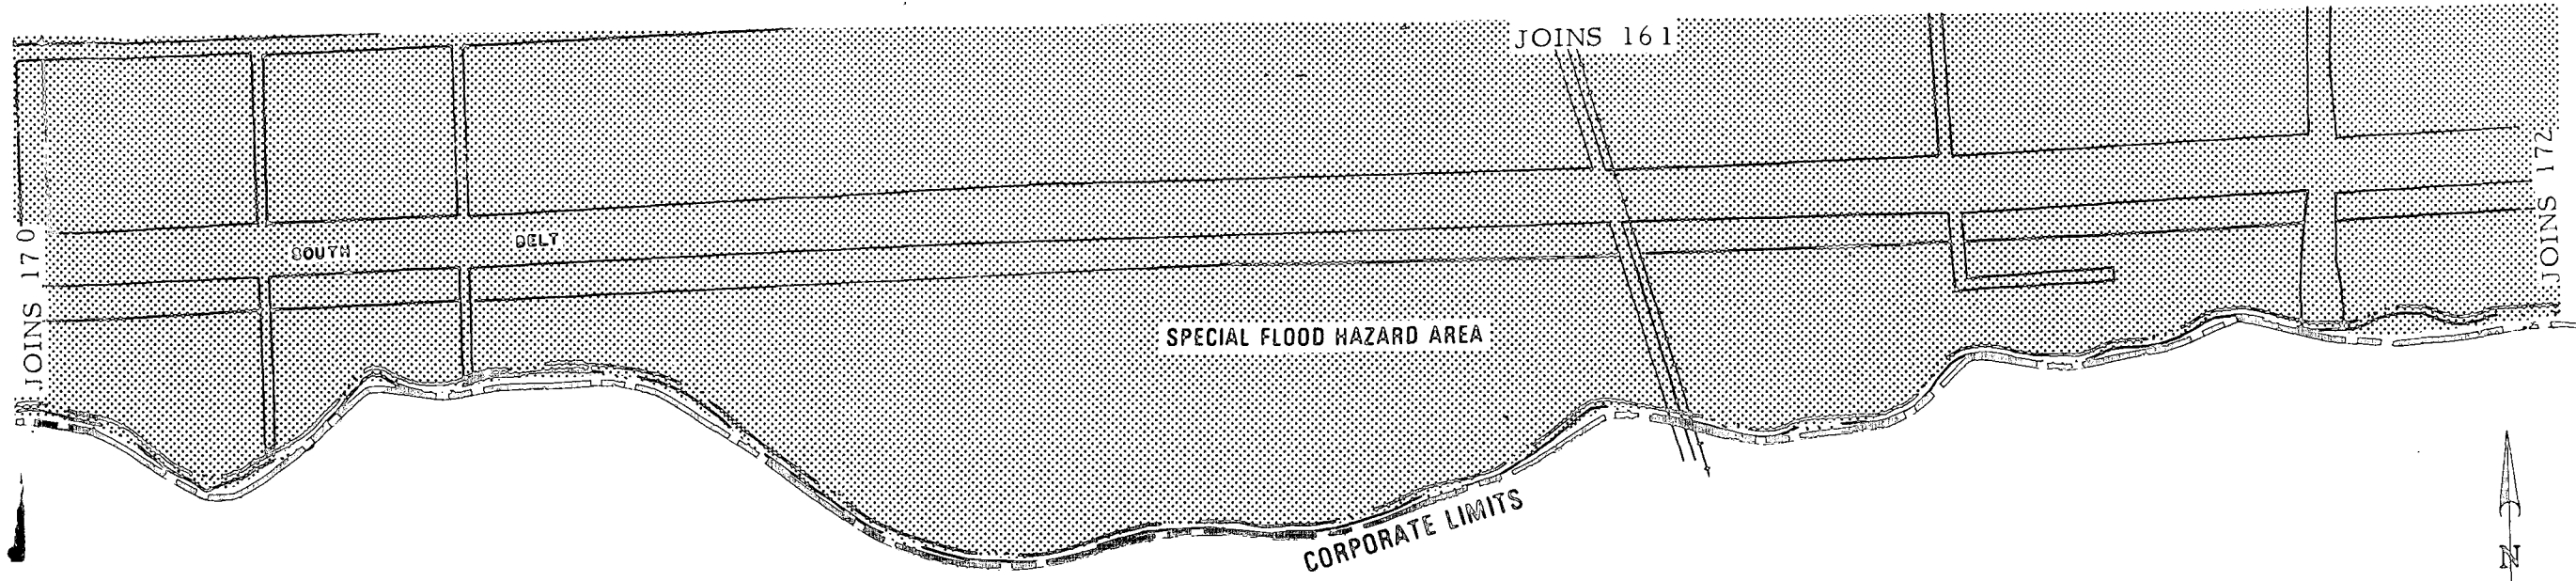 JOINS 161
JOINS 170
SOUTH
BELT
JOINS 172
SPECIAL FLOOD HAZARD AREA
CORPORATE LIMITS
N